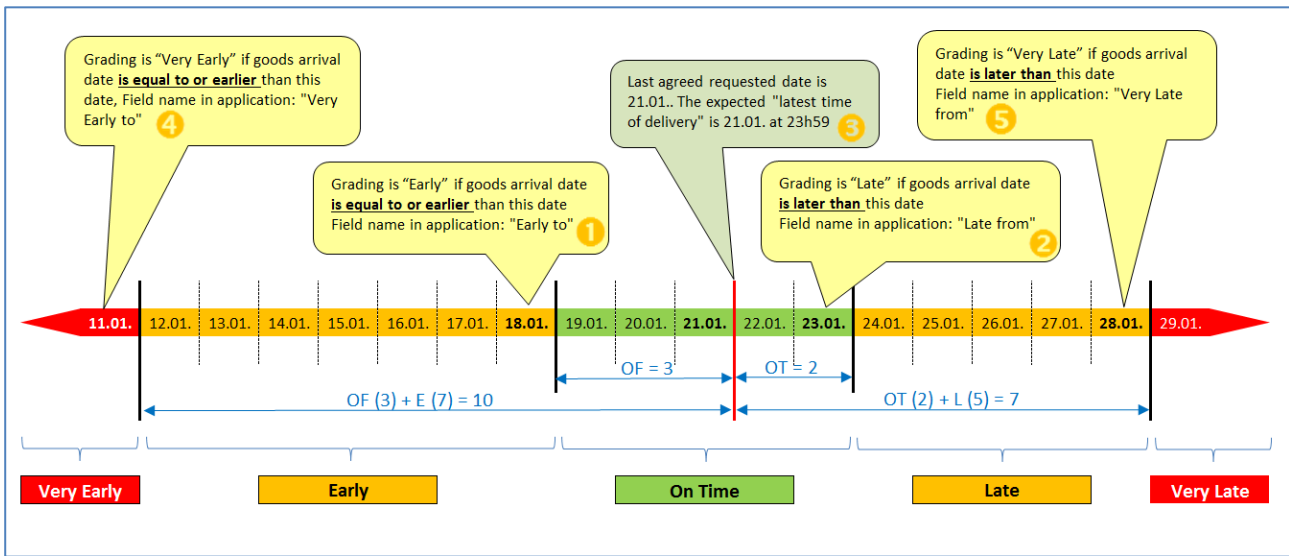 Grading is “Very Early” if goods arrival
date is equal to or earlier than this
date, Field name in application: "Very
Early to"
4
Last agreed requested date is
21.01.. The expected "latest time
of delivery" is 21.01. at 23h59
3
Grading is “Very Late” if goods arrival
date is later than this date
Field name in application: "Very Late
from"
5
Grading is “Early” if goods arrival date
is equal to or earlier than this date
Field name in application: "Early to"
1
Grading is “Late” if goods arrival date
is later than this date
Field name in application: "Late from"
2
11.01. 12.01. 13.01. 14.01. 15.01. 16.01. 17.01. 18.01. 19.01. 20.01. 21.01. 22.01. 23.01. 24.01. 25.01. 26.01. 27.01. 28.01. 29.01.
OF = 3 OT = 2
OF (3) + E (7) = 10 OT (2) + L (5) = 7
Very Early Early On Time Late Very Late